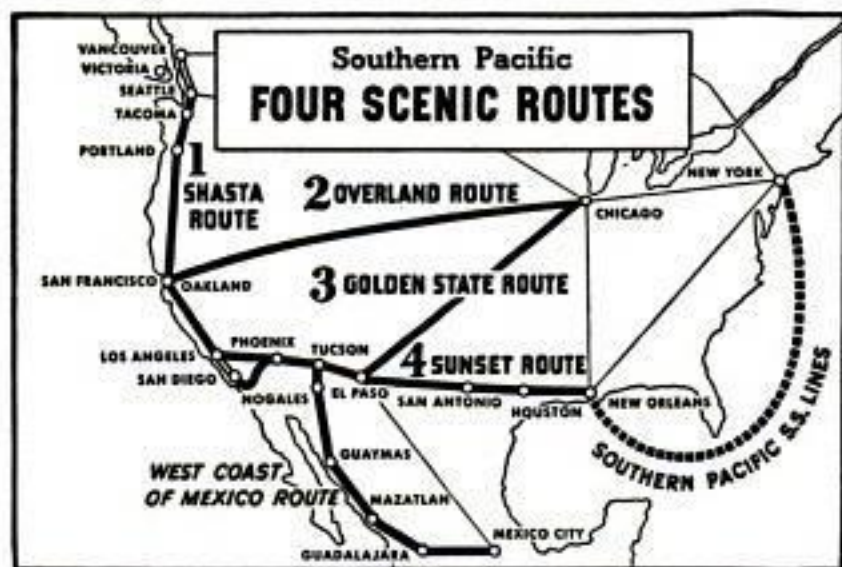 Southern Pacific
FOUR SCENIC ROUTES
VANCOUVER
VICTORIA
SEATTLE
TACOMA
PORTLAND
1
SHASTA
ROUTE
2 OVERLAND ROUTE
NEW YORK
CHICAGO
SAN FRANCISCO
OAKLAND
3 GOLDEN STATE ROUTE
LOS ANGELES
PHOENIX
TUCSON
4 SUNSET ROUTE
SAN DIEGO
NOGALES
EL PASO
SAN ANTONIO
HOUSTON
NEW ORLEANS
SOUTHERN PACIFIC S.S. LINES
GUAYMAS
WEST COAST
OF MEXICO ROUTE
MAZATLAN
MEXICO CITY
GUADALAJARA